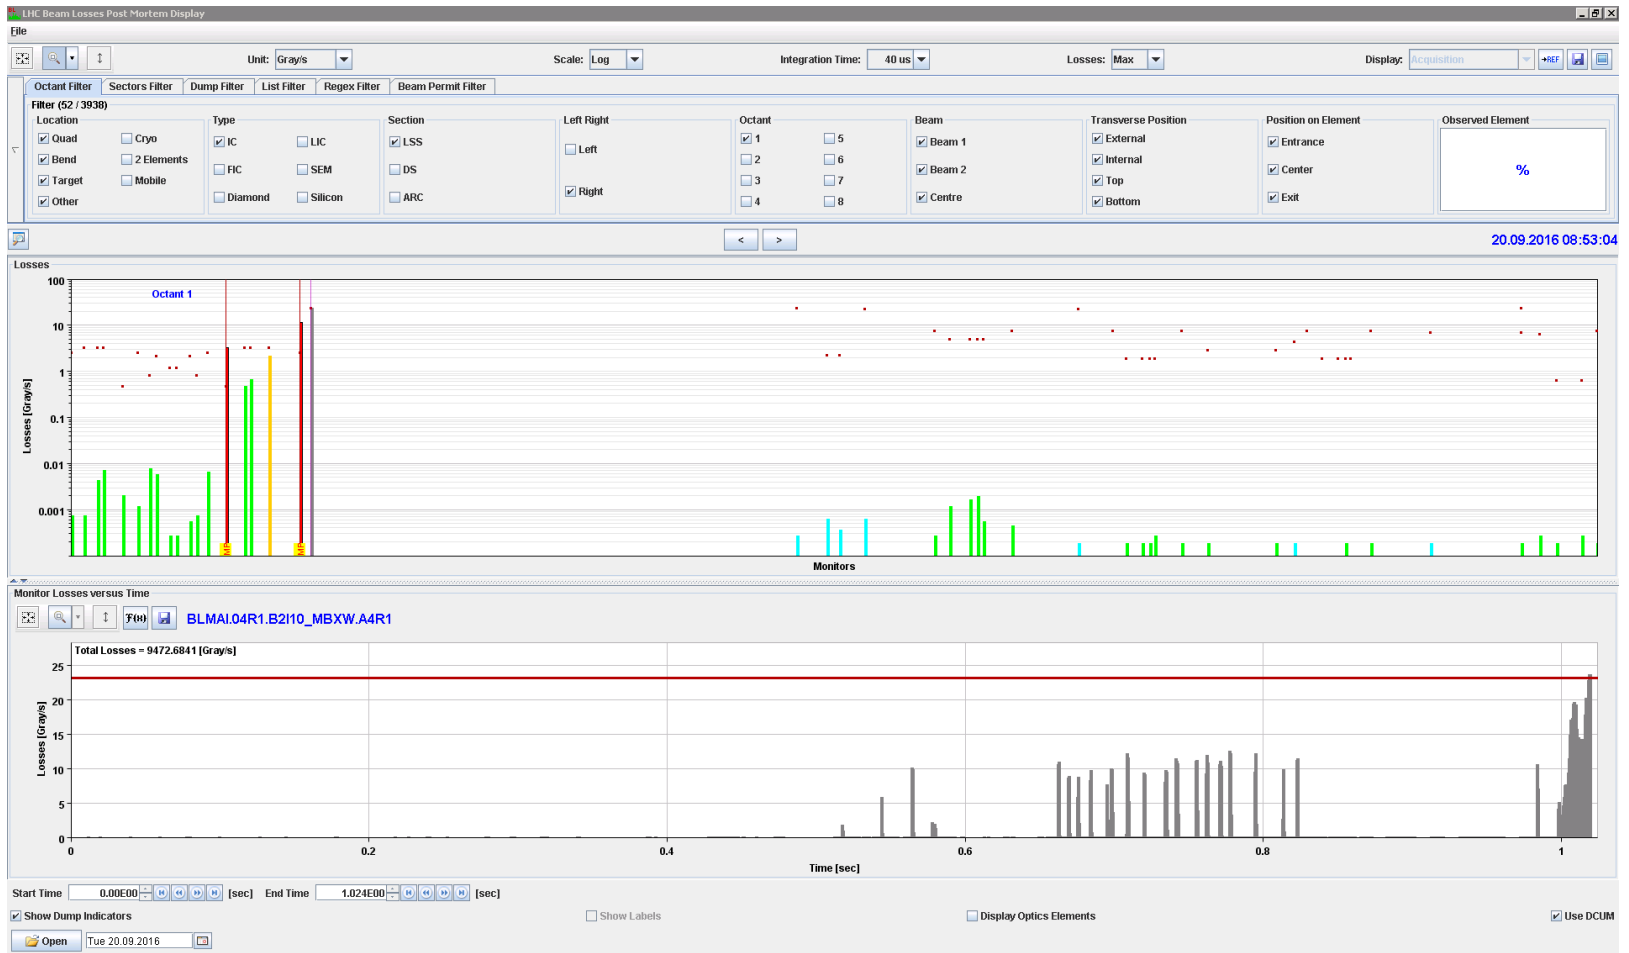 LHC Beam Losses Post Mortem Display
File
Unit: Gray/s Scale: Log Integration Time: 40 us Losses: Max Display: Acquisition →REF
Octant Filter Sectors Filter Dump Filter List Filter Regex Filter Beam Permit Filter
Filter (52 / 3938)
Location Type Section Left Right Octant Beam Transverse Position Position on Element Observed Element
Quad Cryo IC LIC LSS Left 1 5 Beam 1 External Entrance
Bend 2 Elements FIC SEM DS 2 6 Beam 2 Internal Center %
Target Mobile Diamond Silicon ARC Right 3 7 Centre Top Exit
Other 4 8 Bottom
< > 20.09.2016 08:53:04
Losses
Octant 1
Losses [Gray/s]
100
10
1
0.1
0.01
0.001
MP MP
Monitors
Monitor Losses versus Time
F(x) BLMAI.04R1.B2I10_MBXW.A4R1
Total Losses = 9472.6841 [Gray/s]
Losses [Gray/s]
25
20
15
10
5
0
0 0.2 0.4 0.6 0.8 1
Time [sec]
Start Time 0.00E00 [sec] End Time 1.024E00 [sec]
Show Dump Indicators Show Labels Display Optics Elements Use DCUM
Open Tue 20.09.2016